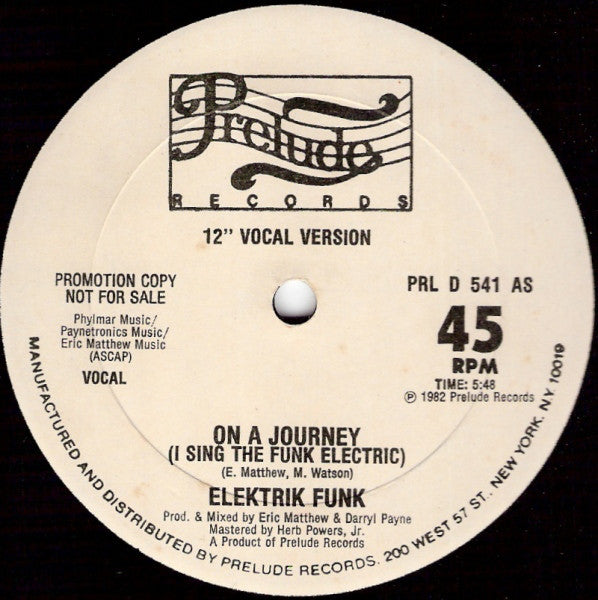 Prelude
RECORDS
12" VOCAL VERSION
PROMOTION COPY
NOT FOR SALE
Phylmar Music/
Paynetronics Music/
Eric Matthew Music
(ASCAP)
VOCAL
PRL D 541 AS
45
RPM
TIME: 5:48
℗ 1982 Prelude Records
ON A JOURNEY
(I SING THE FUNK ELECTRIC)
(E. Matthew, M. Watson)
ELEKTRIK FUNK
Prod. & Mixed by Eric Matthew & Darryl Payne
Mastered by Herb Powers, Jr.
A Product of Prelude Records
MANUFACTURED AND DISTRIBUTED BY PRELUDE RECORDS. 200 WEST 57 ST., NEW YORK. N.Y. 10019